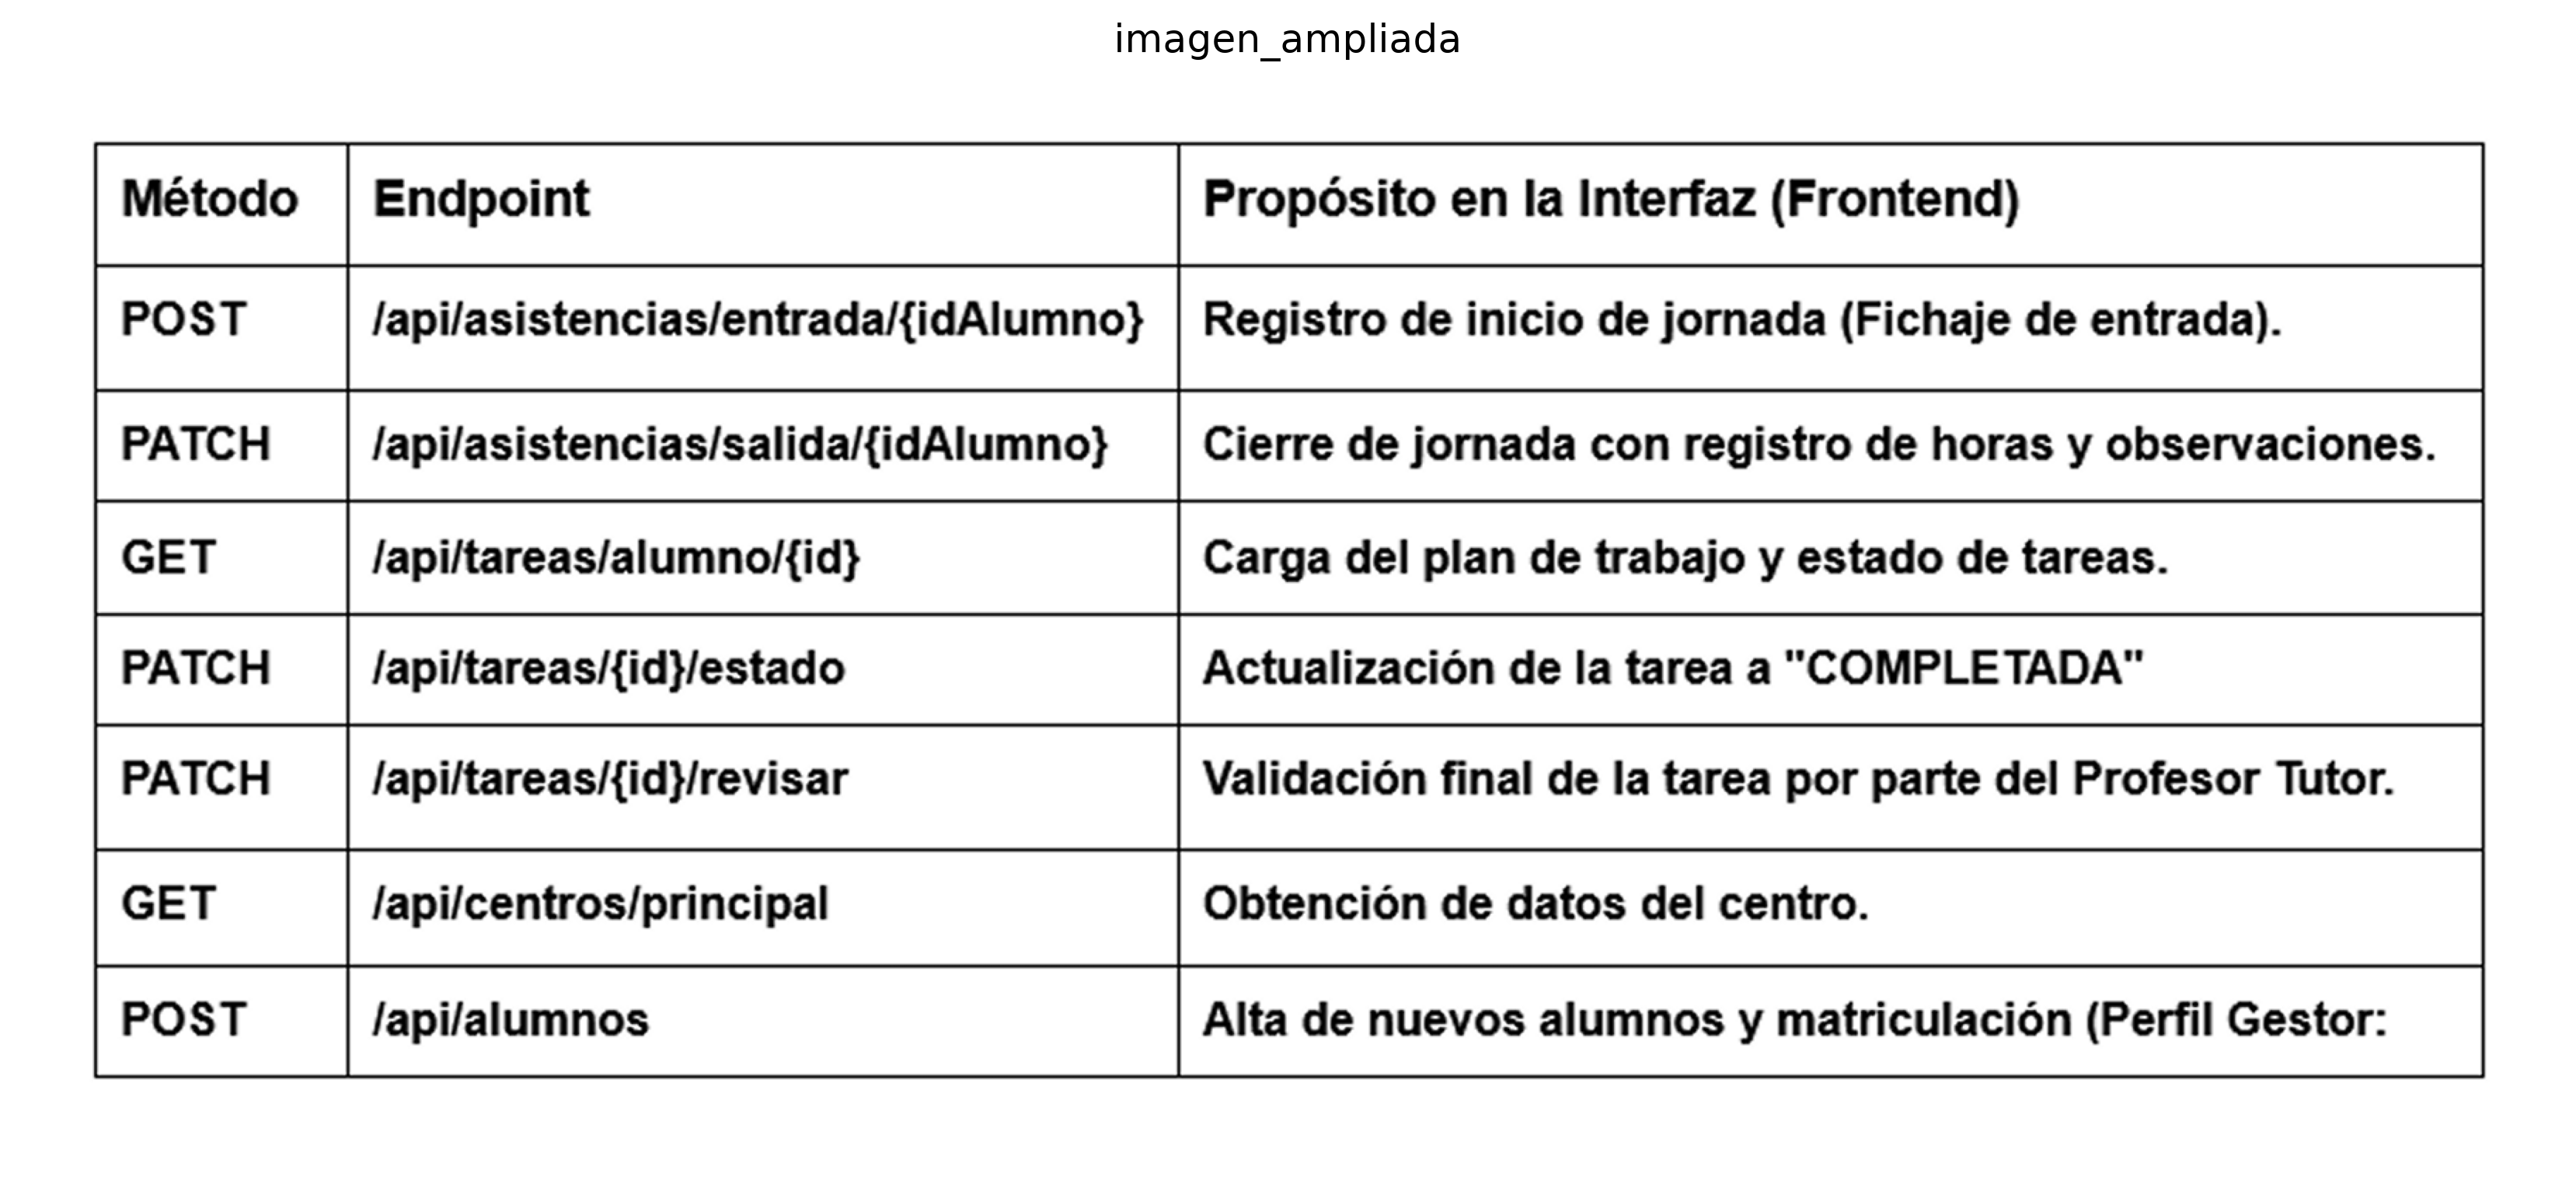 imagen_ampliada
Método Endpoint Propósito en la Interfaz (Frontend)
POST /api/asistencias/entrada/{idAlumno} Registro de inicio de jornada (Fichaje de entrada).
PATCH /api/asistencias/salida/{idAlumno} Cierre de jornada con registro de horas y observaciones.
GET /api/tareas/alumno/{id} Carga del plan de trabajo y estado de tareas.
PATCH /api/tareas/{id}/estado Actualización de la tarea a "COMPLETADA"
PATCH /api/tareas/{id}/revisar Validación final de la tarea por parte del Profesor Tutor.
GET /api/centros/principal Obtención de datos del centro.
POST /api/alumnos Alta de nuevos alumnos y matriculación (Perfil Gestor: